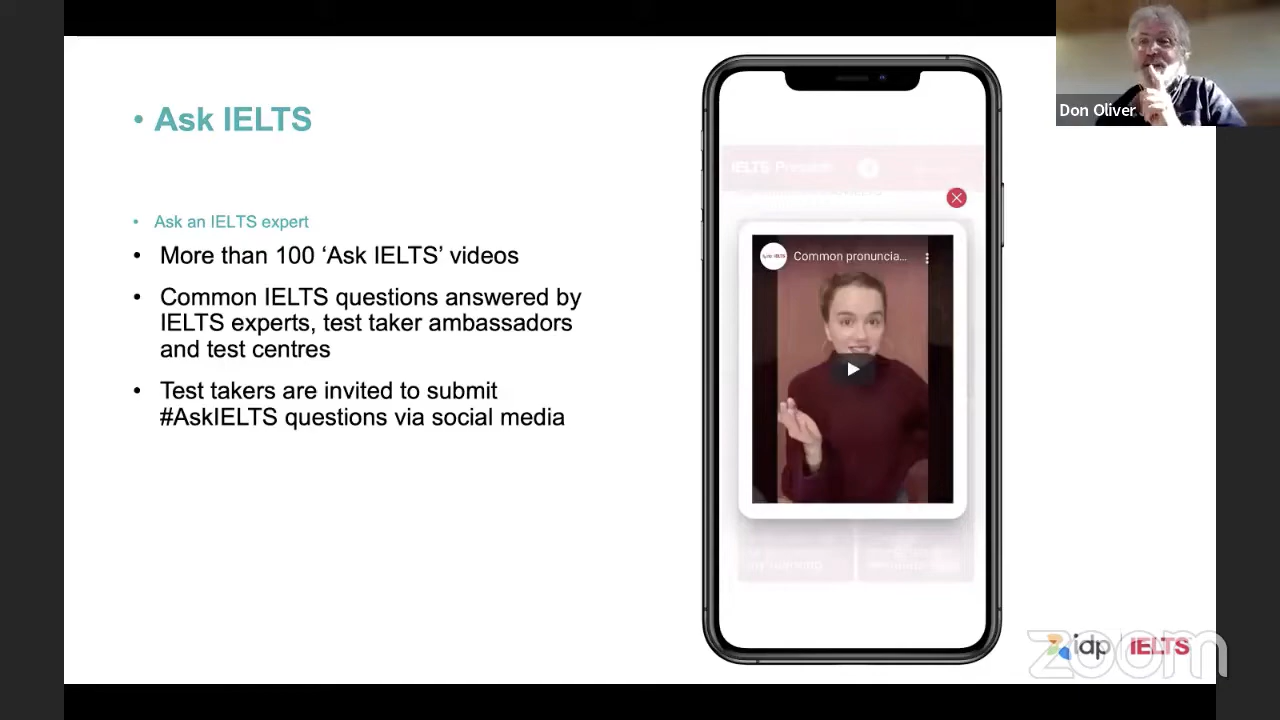 • Ask IELTS
Don Oliver
• Ask an IELTS expert
• More than 100 ‘Ask IELTS’ videos
• Common IELTS questions answered by
IELTS experts, test taker ambassadors
and test centres
• Test takers are invited to submit
#AskIELTS questions via social media
IELTS
Common pronuncia...
idp IELTS
zoom